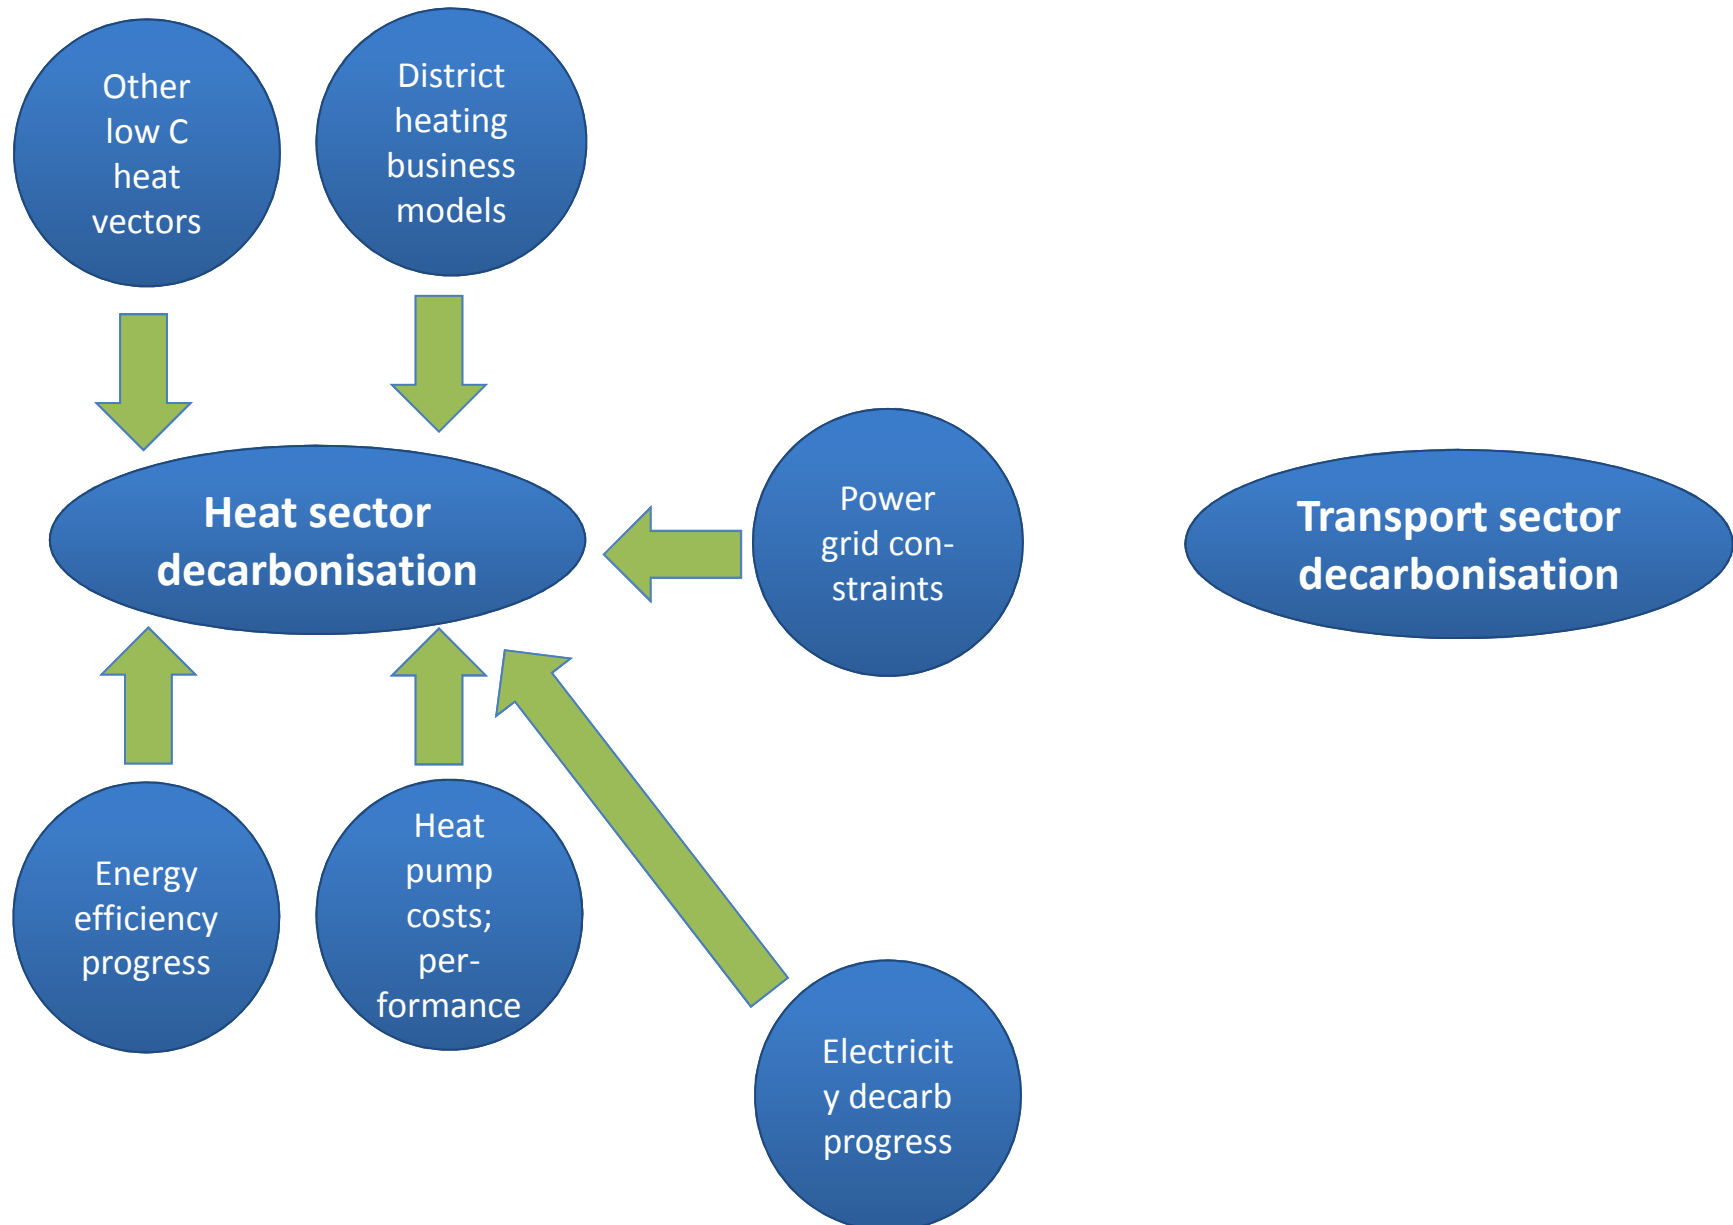 Other
low C
heat
vectors
District
heating
business
models
Heat sector
decarbonisation
Power
grid con-
straints
Transport sector
decarbonisation
Energy
efficiency
progress
Heat
pump
costs;
per-
formance
Electricit
y decarb
progress